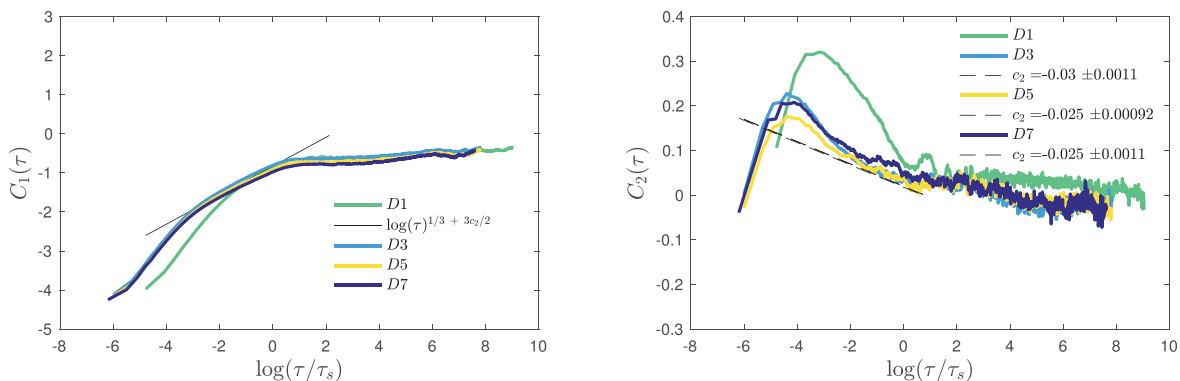 3
2
1
0
-1
-2
-3
-4
-5
-8
-6
-4
-2
0
2
4
6
8
10
C₁(τ)
log(τ/τₛ)
D1
log(τ)^{1/3 + 3c₂/2}
D3
D5
D7
0.4
0.3
0.2
0.1
0
-0.1
-0.2
-0.3
-8
-6
-4
-2
0
2
4
6
8
10
C₂(τ)
log(τ/τₛ)
D1
D3
c₂ =-0.03 ±0.0011
D5
c₂ =-0.025 ±0.00092
D7
c₂ =-0.025 ±0.0011